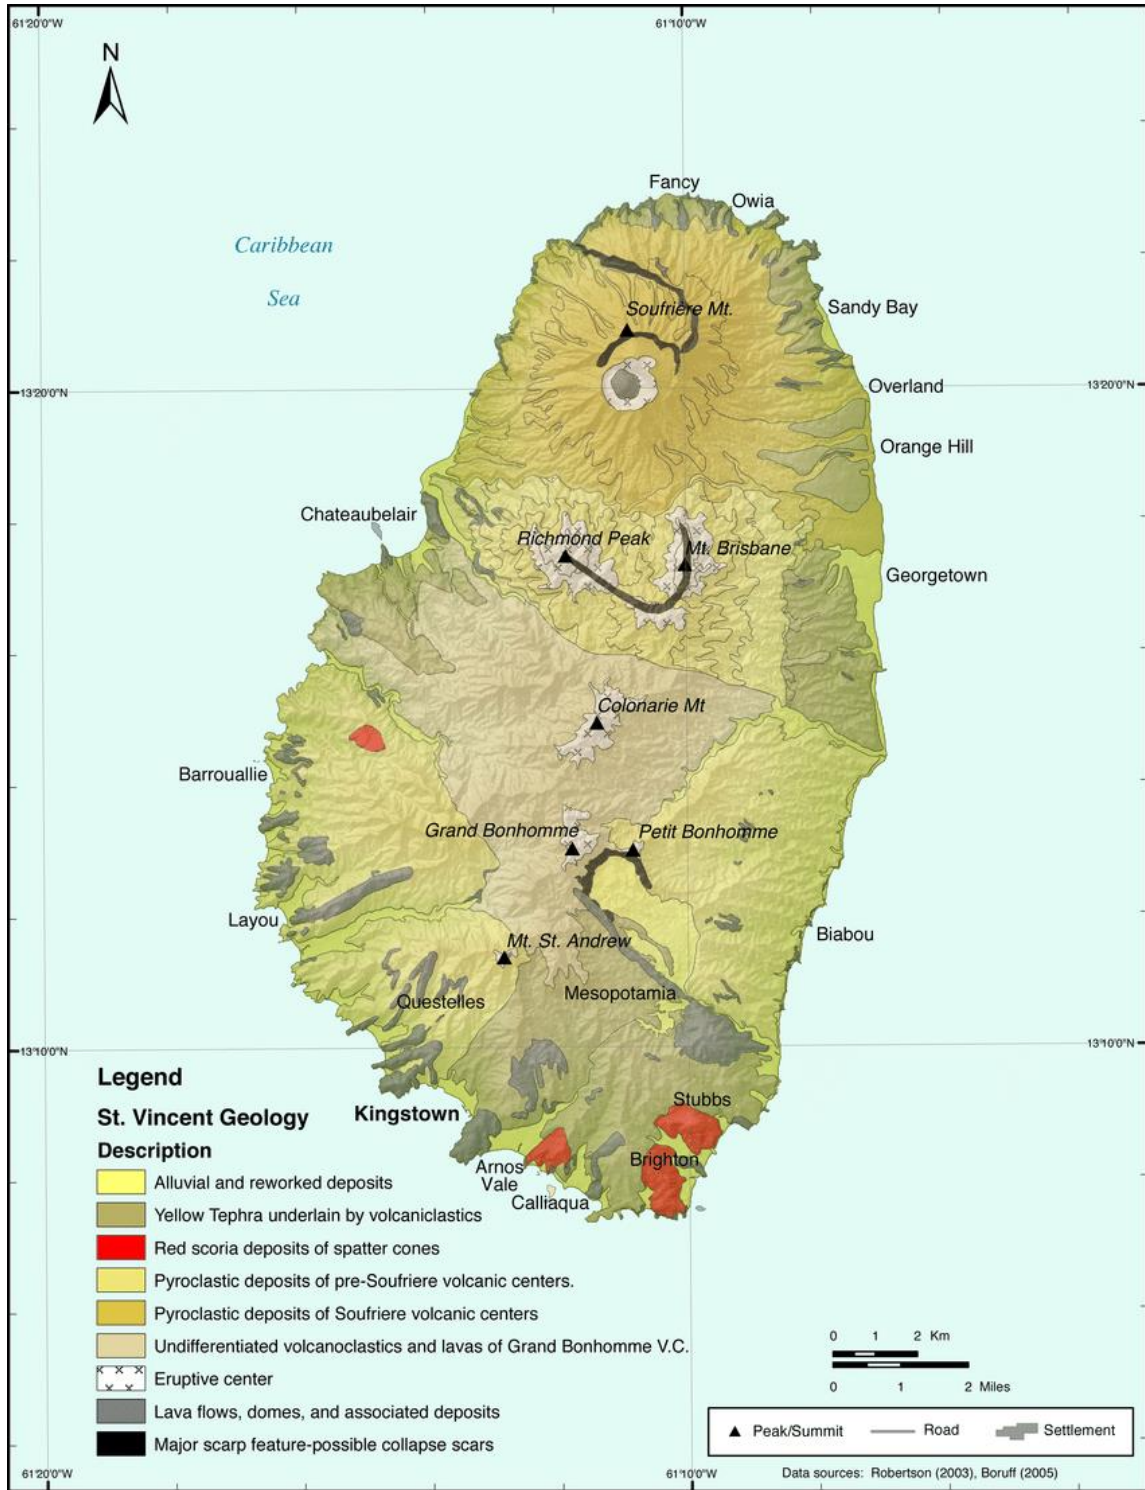 61°20'0"W
61°10'0"W
N
Fancy
Owia
Caribbean
Sea
Soufrière Mt.
Sandy Bay
13°20'0"N
13°20'0"N
Overland
Orange Hill
Chateaubelair
Richmond Peak
Mt. Brisbane
Georgetown
Colonarie Mt
Barrouallie
Grand Bonhomme
Petit Bonhomme
Layou
Biabou
Mt. St. Andrew
Questelles
Mesopotamia
13°10'0"N
13°10'0"N
Legend
St. Vincent Geology
Description
Kingstown
Stubbs
Brighton
Arnos
Vale
Calliaqua
Alluvial and reworked deposits
Yellow Tephra underlain by volcaniclastics
Red scoria deposits of spatter cones
Pyroclastic deposits of pre-Soufriere volcanic centers.
Pyroclastic deposits of Soufriere volcanic centers
Undifferentiated volcanoclastics and lavas of Grand Bonhomme V.C.
Eruptive center
Lava flows, domes, and associated deposits
Major scarp feature-possible collapse scars
0 1 2 Km
0 1 2 Miles
Peak/Summit Road Settlement
Data sources: Robertson (2003), Boruff (2005)
61°20'0"W
61°10'0"W